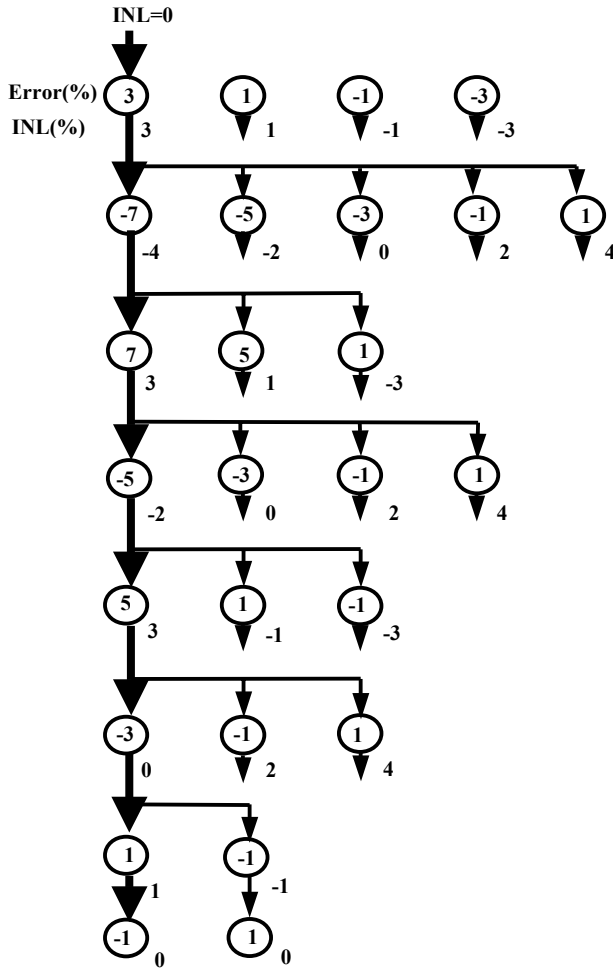 INL=0
Error(%) 3 1 -1 -3
INL(%) 3 1 -1 -3
-7 -5 -3 -1 1
-4 -2 0 2 4
7 5 1
3 1 -3
-5 -3 -1 1
-2 0 2 4
5 1 -1
3 -1 -3
-3 -1 1
0 2 4
1 -1
1 -1
-1 1
0 0